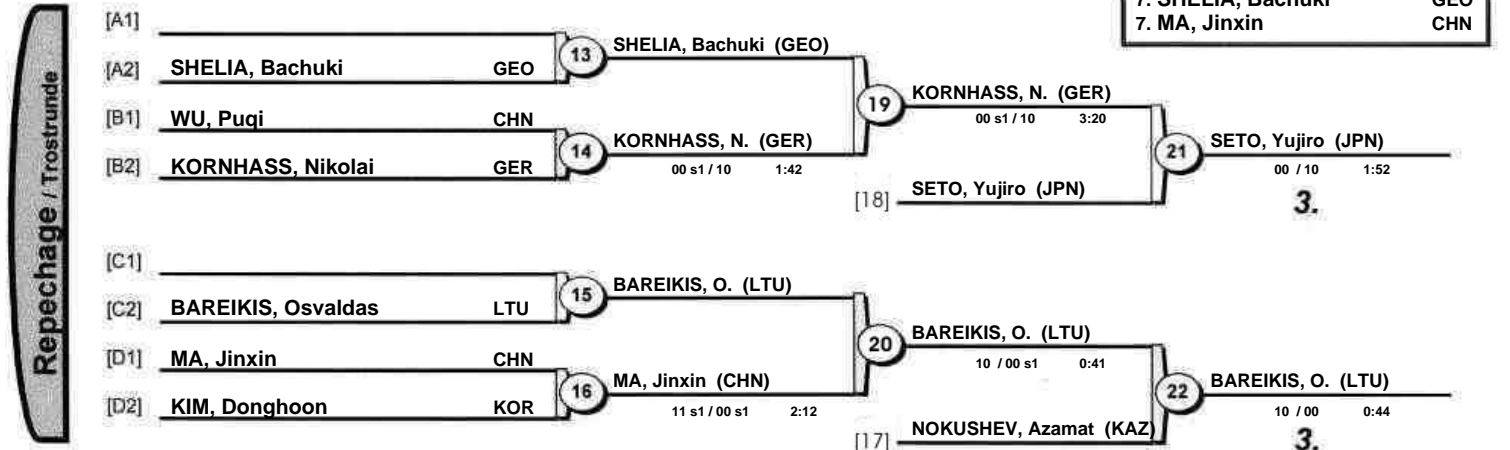 7. SHELIA, Bachuki GEO
7. MA, Jinxin CHN
Repechage / Trostrunde
[A1]
[A2] SHELIA, Bachuki GEO
13
SHELIA, Bachuki (GEO)
[B1] WU, Puqi CHN
[B2] KORNHASS, Nikolai GER
14
KORNHASS, N. (GER)
00 s1 / 10 1:42
19
KORNHASS, N. (GER)
00 s1 / 10 3:20
[18] SETO, Yujiro (JPN)
21
SETO, Yujiro (JPN)
00 / 10 1:52
3.
[C1]
[C2] BAREIKIS, Osvaldas LTU
15
BAREIKIS, O. (LTU)
[D1] MA, Jinxin CHN
[D2] KIM, Donghoon KOR
16
MA, Jinxin (CHN)
11 s1 / 00 s1 2:12
20
BAREIKIS, O. (LTU)
10 / 00 s1 0:41
[17] NOKUSHEV, Azamat (KAZ)
22
BAREIKIS, O. (LTU)
10 / 00 0:44
3.